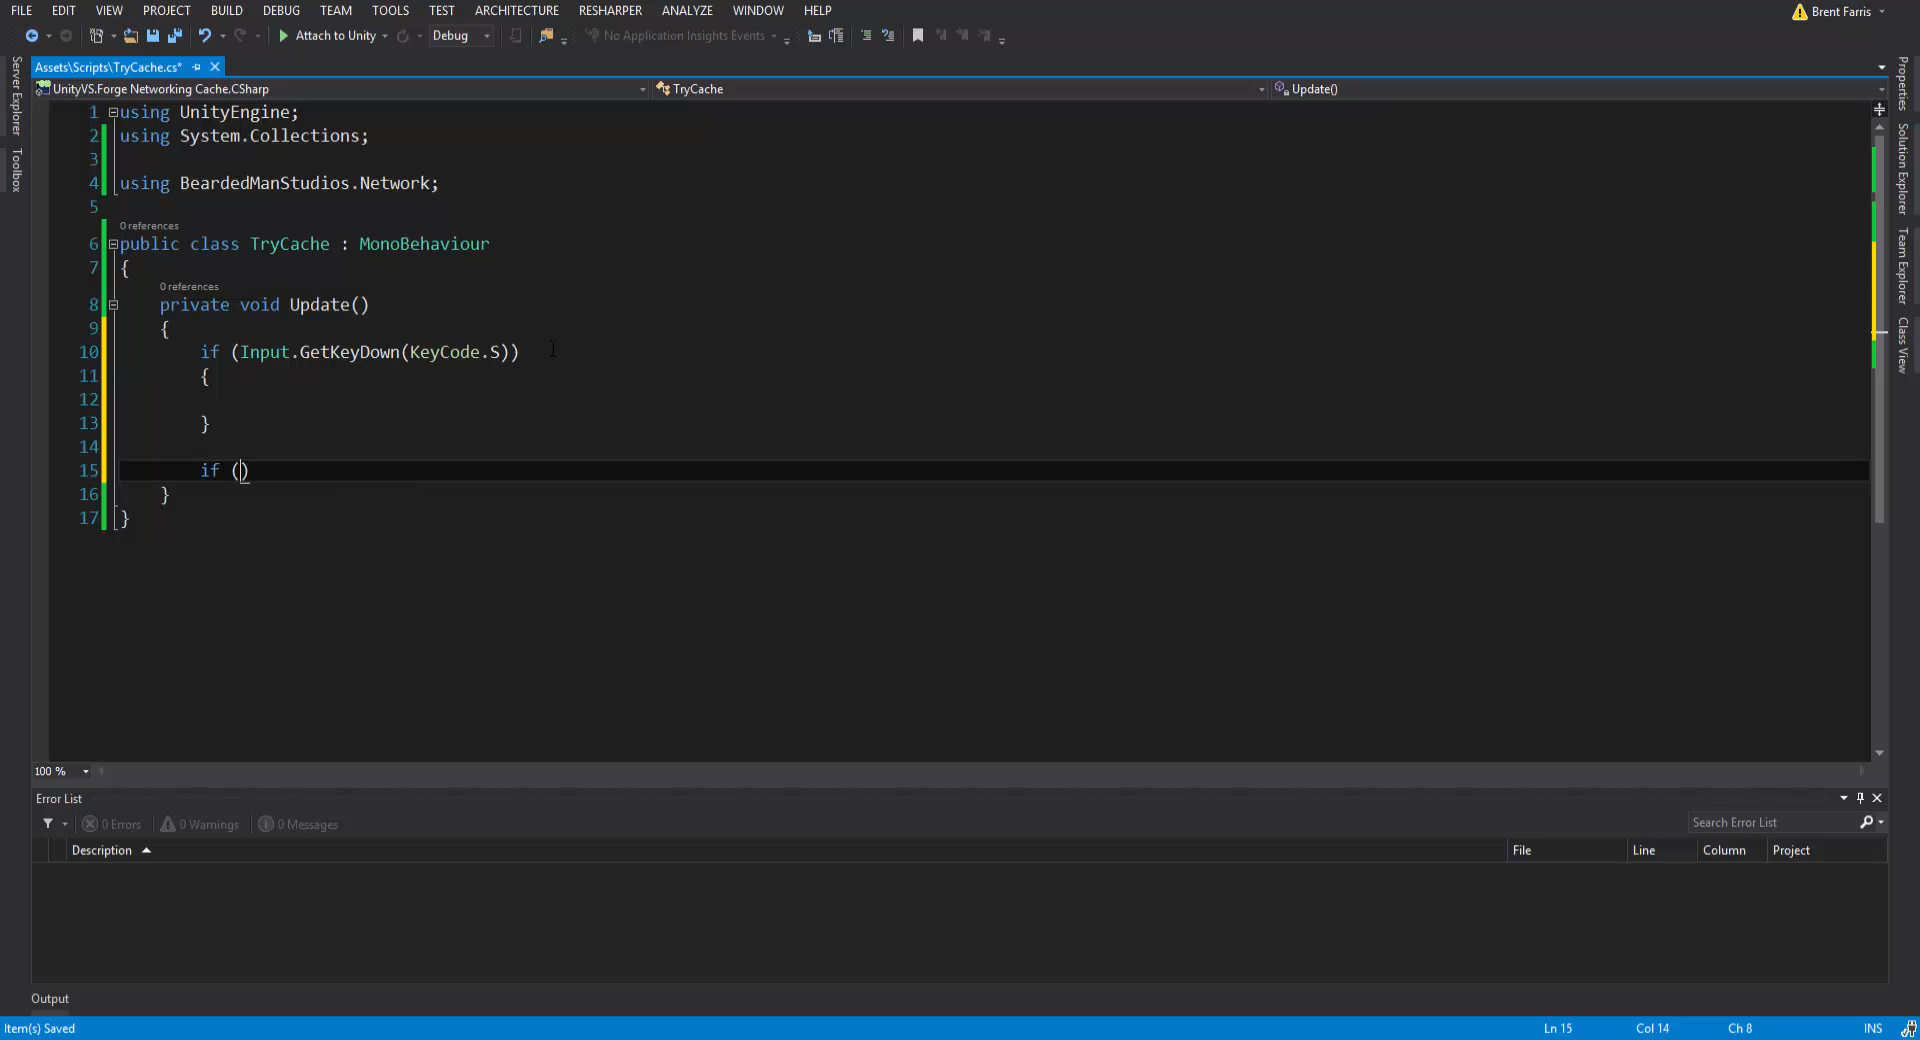 FILE EDIT VIEW PROJECT BUILD DEBUG TEAM TOOLS TEST ARCHITECTURE RESHARPER ANALYZE WINDOW HELP Brent Farris
Attach to Unity Debug No Application Insights Events
Assets\Scripts\TryCache.cs*
UnityVS.Forge Networking Cache.CSharp TryCache Update()
1 using UnityEngine;
2 using System.Collections;
3
4 using BeardedManStudios.Network;
5
0 references
6 public class TryCache : MonoBehaviour
7 {
0 references
8 private void Update()
9 {
10 if (Input.GetKeyDown(KeyCode.S))
11 {
12
13 }
14
15 if ()
16 }
17 }
Server Explorer
Toolbox
Properties
Solution Explorer
Team Explorer
Class View
100 %
Error List
0 Errors 0 Warnings 0 Messages Search Error List
Description File Line Column Project
Output
Item(s) Saved Ln 15 Col 14 Ch 8 INS